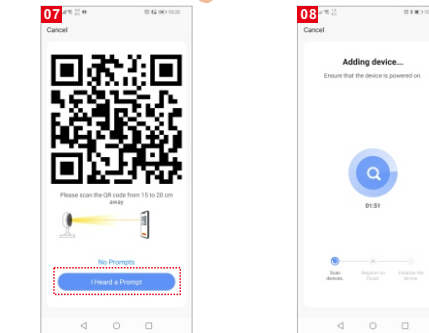 07
Cancel
Please scan the QR code from 15 to 20 cm
away
No Prompts
I Heard a Prompt
08
Cancel
Adding device...
Ensure that the device is powered on.
01:51
Scan
devices.
Register on
Cloud.
Initialize the
device.